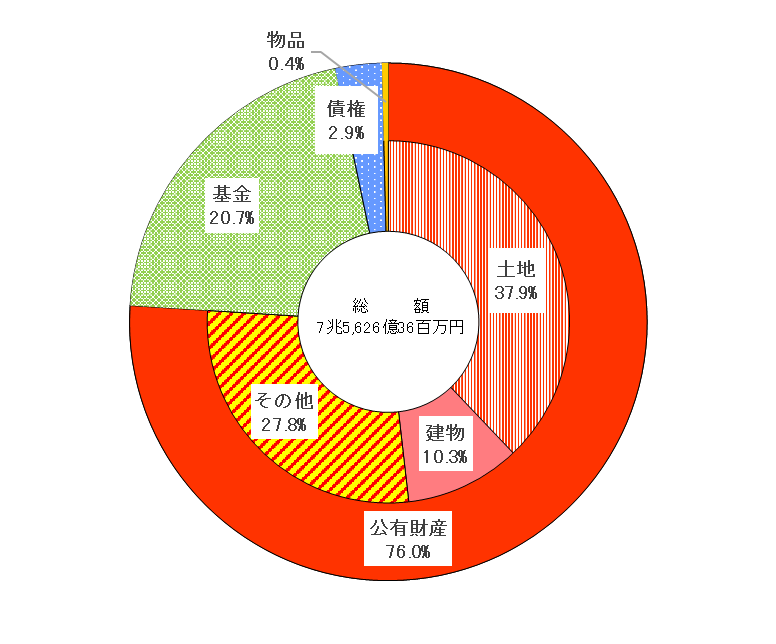 物品
0.4%
債権
2.9%
基金
20.7%
土地
37.9%
総　額
7兆5,626億36百万円
その他
27.8%
建物
10.3%
公有財産
76.0%